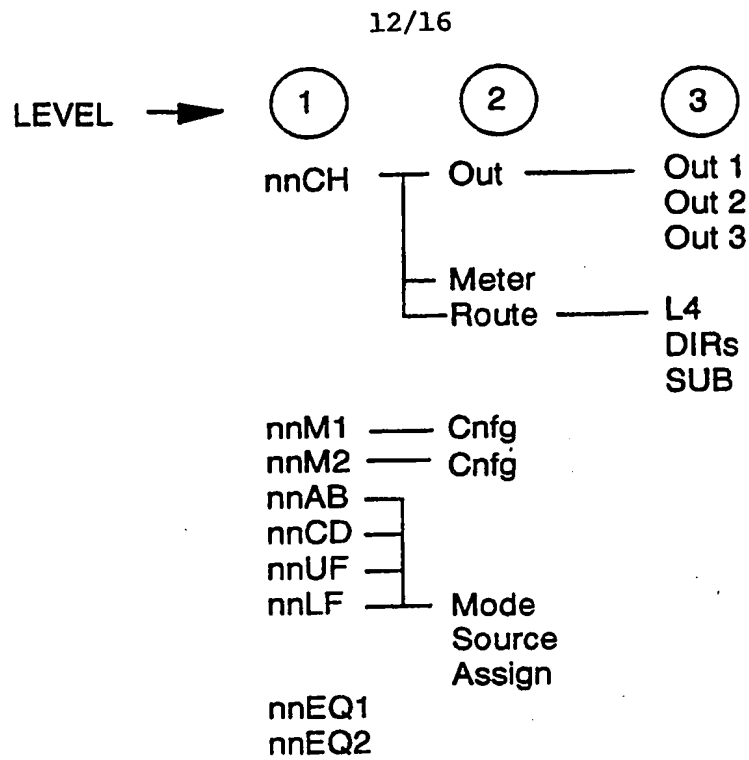 12/16
LEVEL 1 2 3
nnCH Out Out 1
Out 2
Out 3
Meter
Route L4
DIRs
SUB
nnM1 Cnfg
nnM2 Cnfg
nnAB
nnCD
nnUF
nnLF Mode
Source
Assign
nnEQ1
nnEQ2